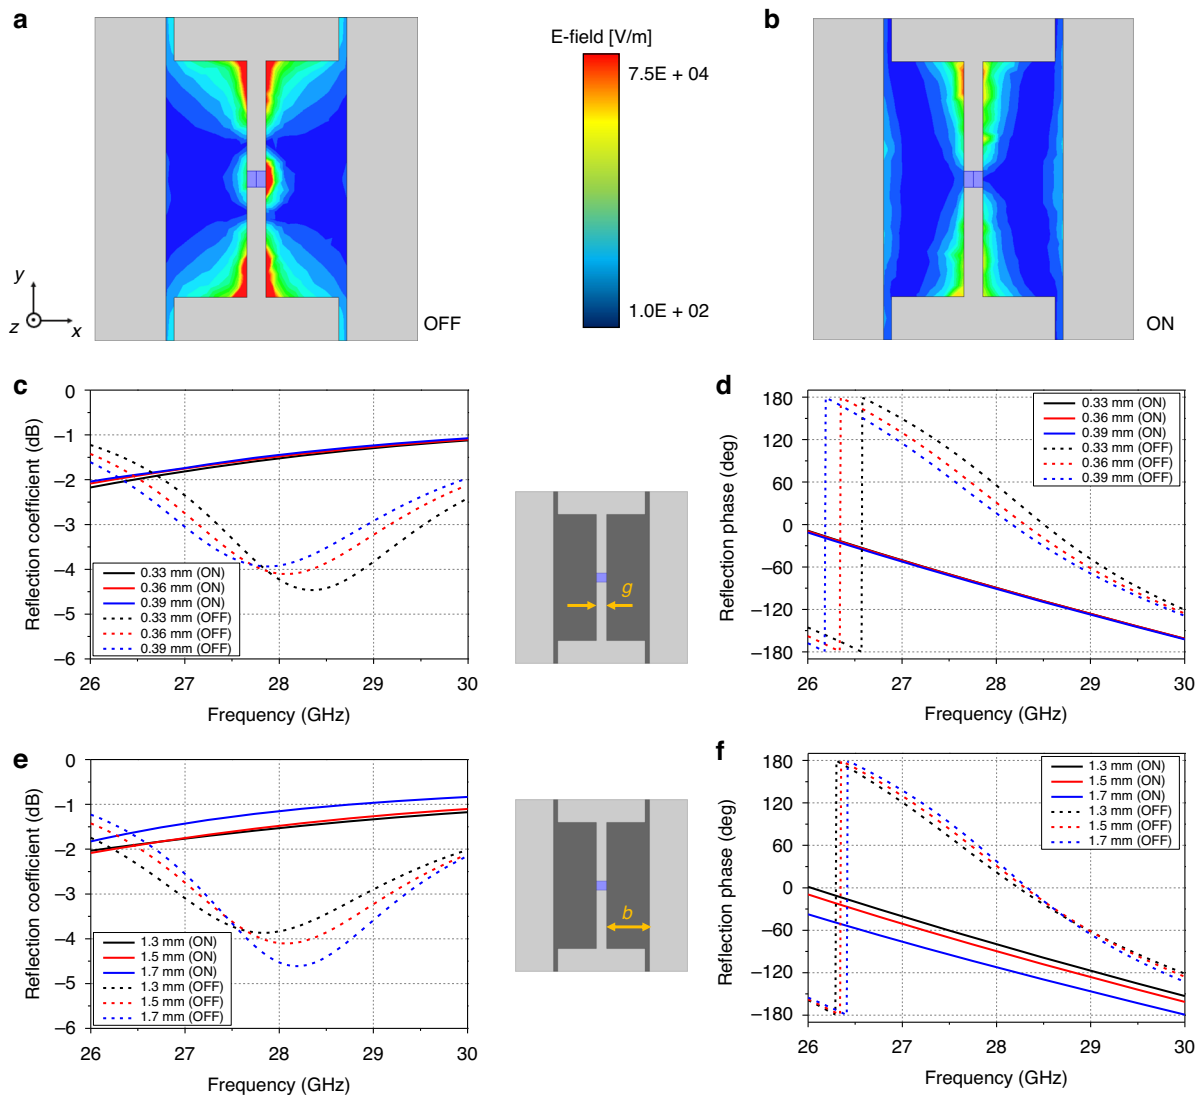 a
b
E-field [V/m]
7.5E + 04
1.0E + 02
y
z
x
OFF
ON
c
Reflection coefficient (dB)
0
–1
–2
–3
–4
–5
–6
0.33 mm (ON)
0.36 mm (ON)
0.39 mm (ON)
0.33 mm (OFF)
0.36 mm (OFF)
0.39 mm (OFF)
26 27 28 29 30
Frequency (GHz)
g
d
Reflection phase (deg)
180
120
60
0
–60
–120
–180
0.33 mm (ON)
0.36 mm (ON)
0.39 mm (ON)
0.33 mm (OFF)
0.36 mm (OFF)
0.39 mm (OFF)
26 27 28 29 30
Frequency (GHz)
e
Reflection coefficient (dB)
0
–1
–2
–3
–4
–5
–6
1.3 mm (ON)
1.5 mm (ON)
1.7 mm (ON)
1.3 mm (OFF)
1.5 mm (OFF)
1.7 mm (OFF)
26 27 28 29 30
Frequency (GHz)
b
f
Reflection phase (deg)
180
120
60
0
–60
–120
–180
1.3 mm (ON)
1.5 mm (ON)
1.7 mm (ON)
1.3 mm (OFF)
1.5 mm (OFF)
1.7 mm (OFF)
26 27 28 29 30
Frequency (GHz)